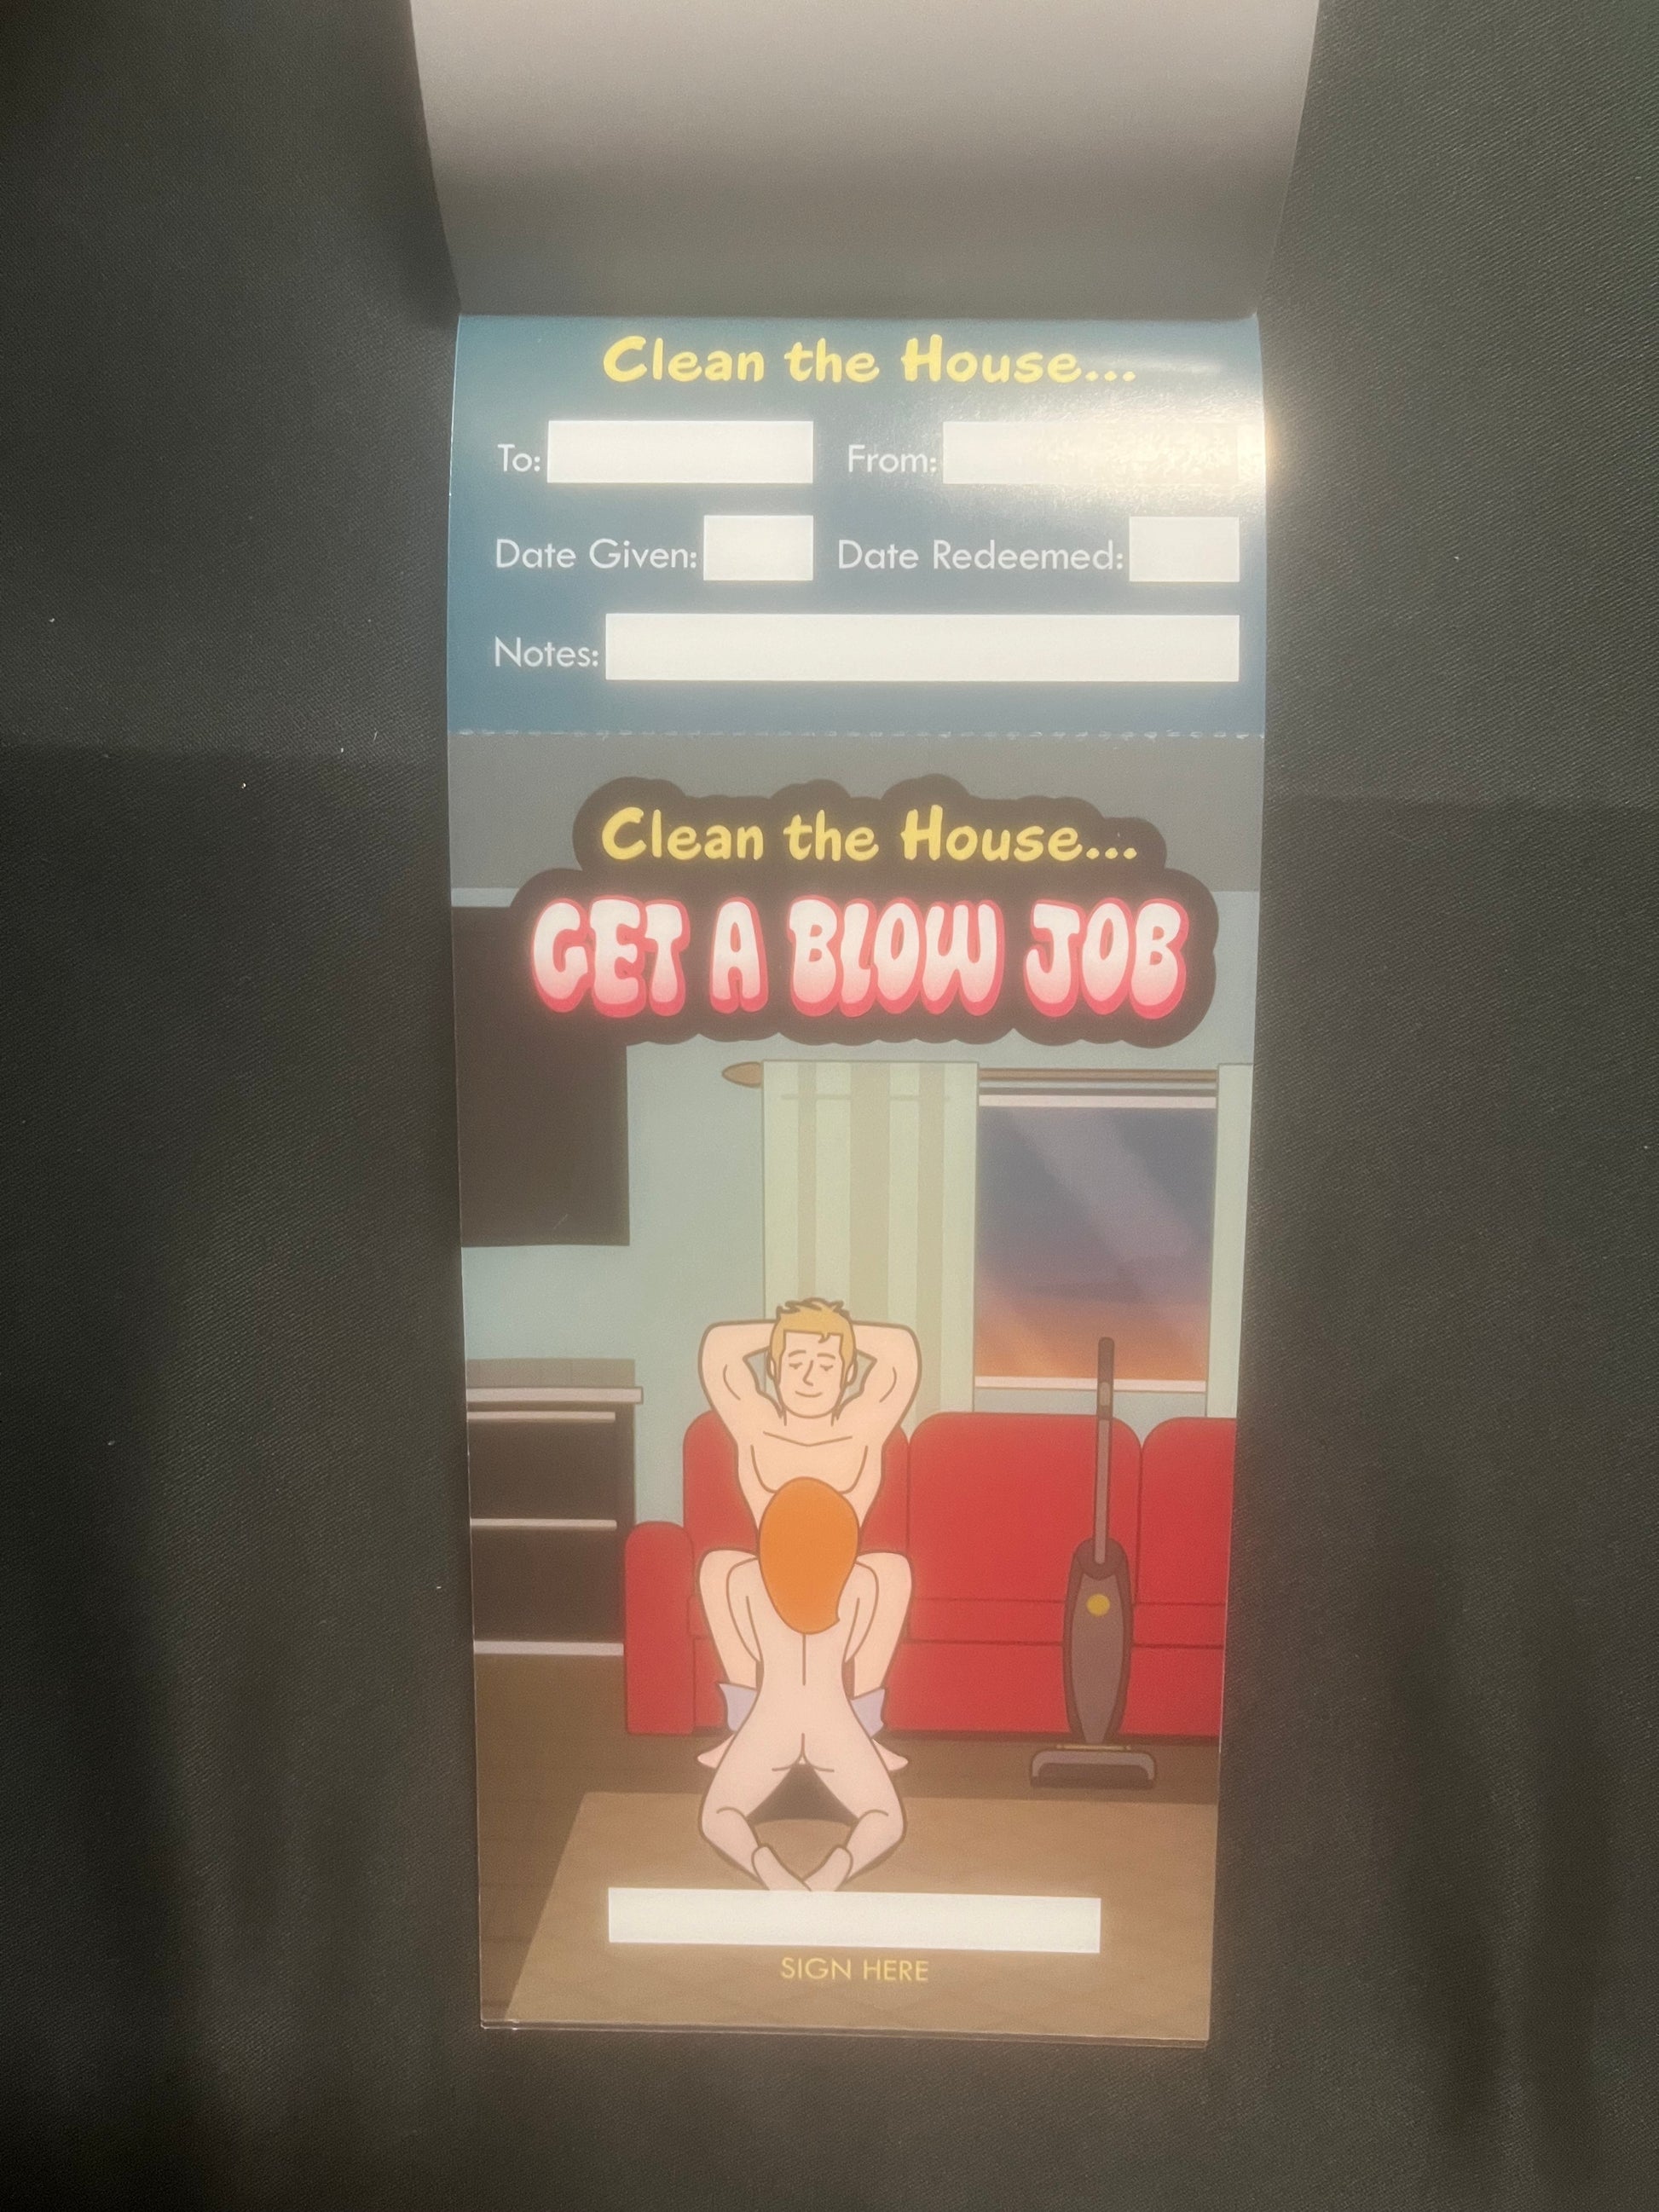 Clean the House...
To: From:
Date Given: Date Redeemed:
Notes:
Clean the House...
GET A BLOW JOB
SIGN HERE